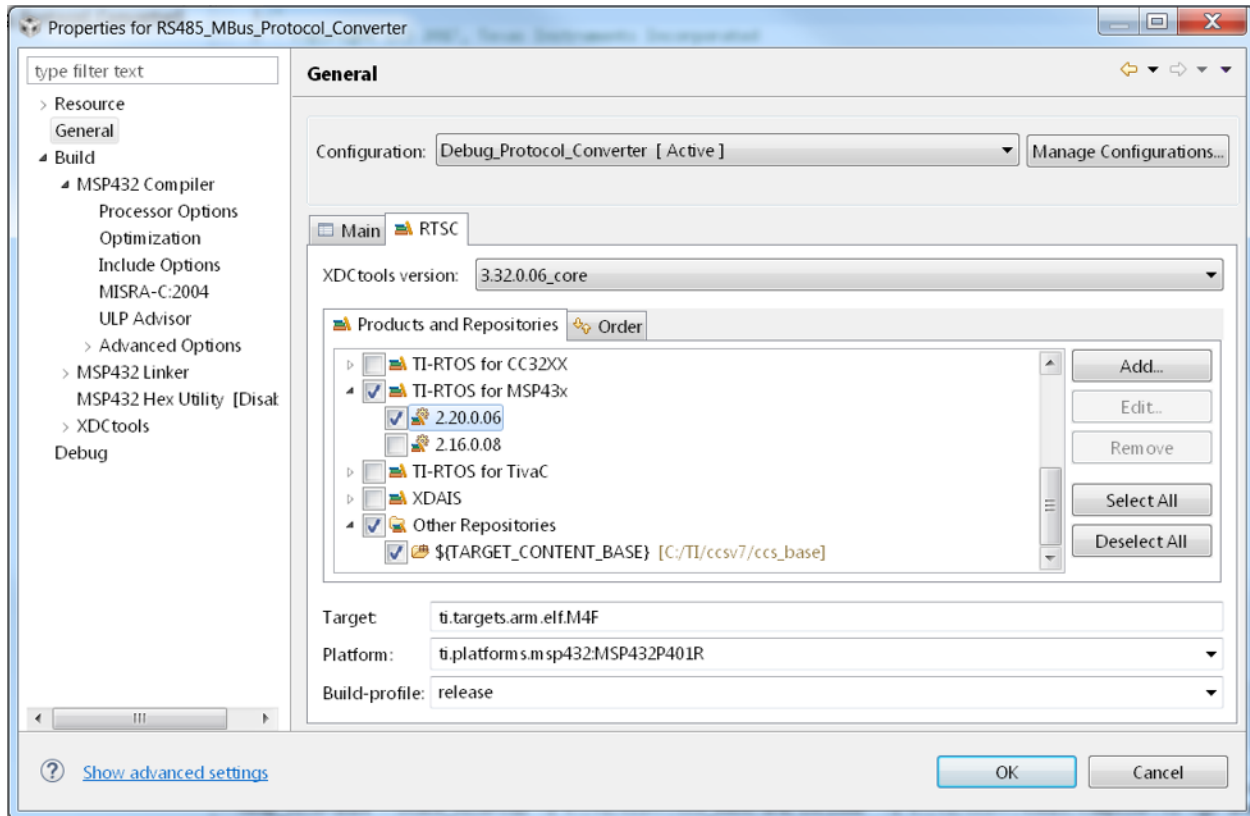 Properties for RS485_MBus_Protocol_Converter
type filter text
General
Resource
General
Build
MSP432 Compiler
Processor Options
Optimization
Include Options
MISRA-C:2004
ULP Advisor
Advanced Options
MSP432 Linker
MSP432 Hex Utility [Disab
XDCtools
Debug
Configuration: Debug_Protocol_Converter [ Active ] Manage Configurations...
Main RTSC
XDCtools version: 3.32.0.06_core
Products and Repositories Order
TI-RTOS for CC32XX
TI-RTOS for MSP43x
2.20.0.06
2.16.0.08
TI-RTOS for TivaC
XDAIS
Other Repositories
${TARGET_CONTENT_BASE} [C:/TI/ccsv7/ccs_base]
Add...
Edit...
Remove
Select All
Deselect All
Target: ti.targets.arm.elf.M4F
Platform: ti.platforms.msp432:MSP432P401R
Build-profile: release
Show advanced settings
OK Cancel